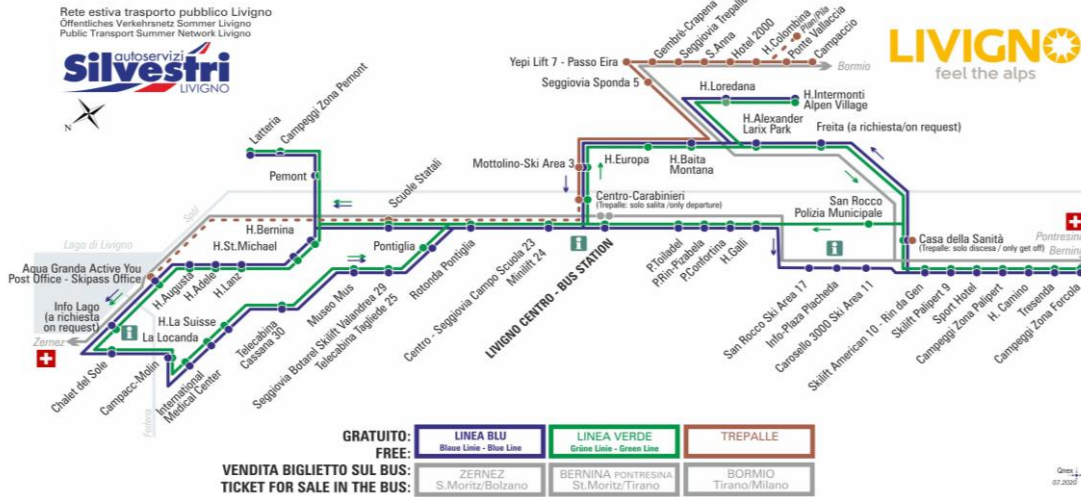 Rete estiva trasporto pubblico Livigno
Öffentliches Verkehrsnetz Sommer Livigno
Public Transport Summer Network Livigno
autoservizi
Silvestri
LIVIGNO
N
LIVIGNO
feel the alps
Gembrè-Crapena
Seggiovia Trepalle
S.Anna
Hotel 2000
H.Colombina
Plan/Pila
Ponte Vallaccia
Campaccio
Yepi Lift 7 - Passo Eira
Bormio
Seggiovia Sponda 5
H.Loredana
H.Intermonti
Alpen Village
H.Alexander
Larix Park
Freita (a richiesta/on request)
Latteria
Campeggi Zona Pemont
Pemont
Mottolino-Ski Area 3
H.Europa
H.Baita
Montana
Scuole Statali
Centro-Carabinieri
(Trepalle: solo salita /only departure)
San Rocco
Polizia Municipale
Spöl
H.Bernina
H.St.Michael
Pontiglia
Casa della Sanità
(Trepalle: solo discesa / only get off)
Pontresina
Bernina
Lago di Livigno
Aqua Granda Active You
Post Office - Skipass Office
H.Augusta
H.Adele
H.Lanz
Info Lago
(a richiesta
on request)
Zernez
H.La Suisse
La Locanda
Chalet del Sole
Campacc-Molin
Federia
International
Medical Center
Telecabina
Cassana 30
Museo Mus
Seggiovia Botarel Skilift Valandrea 29
Telecabina Tagliede 25
Rotonda Pontiglia
Centro - Seggiovia Campo Scuola 23
Minilift 24
LIVIGNO CENTRO - BUS STATION
P.Toiladel
P.Rin-Pizabela
P.Confortina
H.Galli
San Rocco Ski Area 17
Info Plaza Placheda
Carosello 3000 Ski Area 11
Skilift American 10 - Rin da Gen
Skilift Palipert 9
Sport Hotel
Campeggi Zona Palipert
H. Camino
Tresenda
Campeggi Zona Forcola
GRATUITO:
FREE:
LINEA BLU
Blaue Linie - Blue Line
LINEA VERDE
Grüne Linie - Green Line
TREPALLE
VENDITA BIGLIETTO SUL BUS:
TICKET FOR SALE IN THE BUS:
ZERNEZ
S.Moritz/Bolzano
BERNINA PONTRESINA
St.Moritz/Tirano
BORMIO
Tirano/Milano
Qnex
07.2020